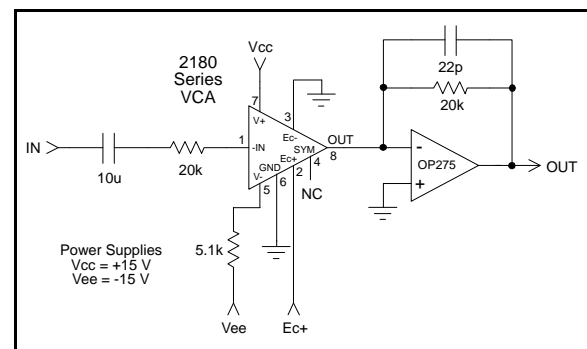 2180
Series
VCA
Vcc
7
V+
3
Ec-
IN
10u
20k
1
-IN
SYM
GND
Ec+
V-
OUT
8
4
2
6
5
NC
22p
20k
-
OP275
+
OUT
5.1k
Power Supplies
Vcc = +15 V
Vee = -15 V
Vee
Ec+